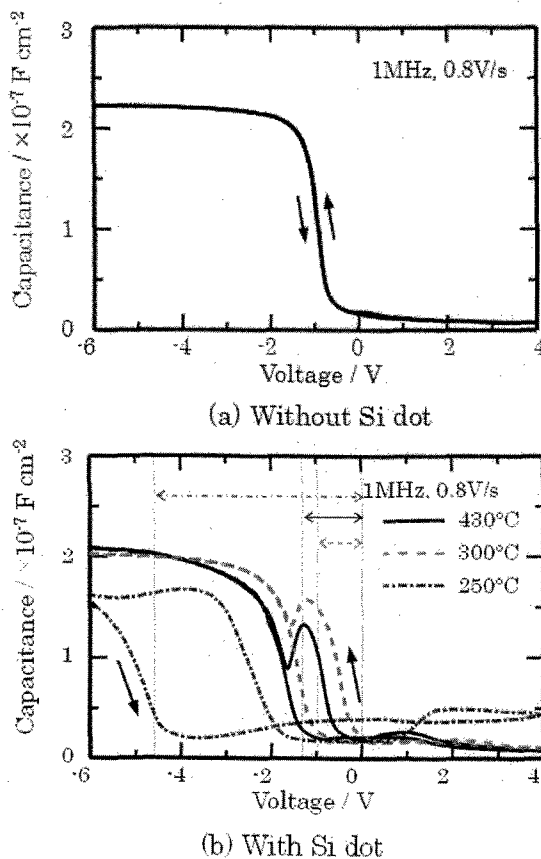 3
1MHz, 0.8V/s
2
1
0
Capacitance / ×10⁻⁷ F cm⁻²
-6 -4 -2 0 2 4
Voltage / V
(a) Without Si dot
3
1MHz, 0.8V/s
430°C
300°C
250°C
2
1
0
Capacitance / ×10⁻⁷ F cm⁻²
-6 -4 -2 0 2 4
Voltage / V
(b) With Si dot